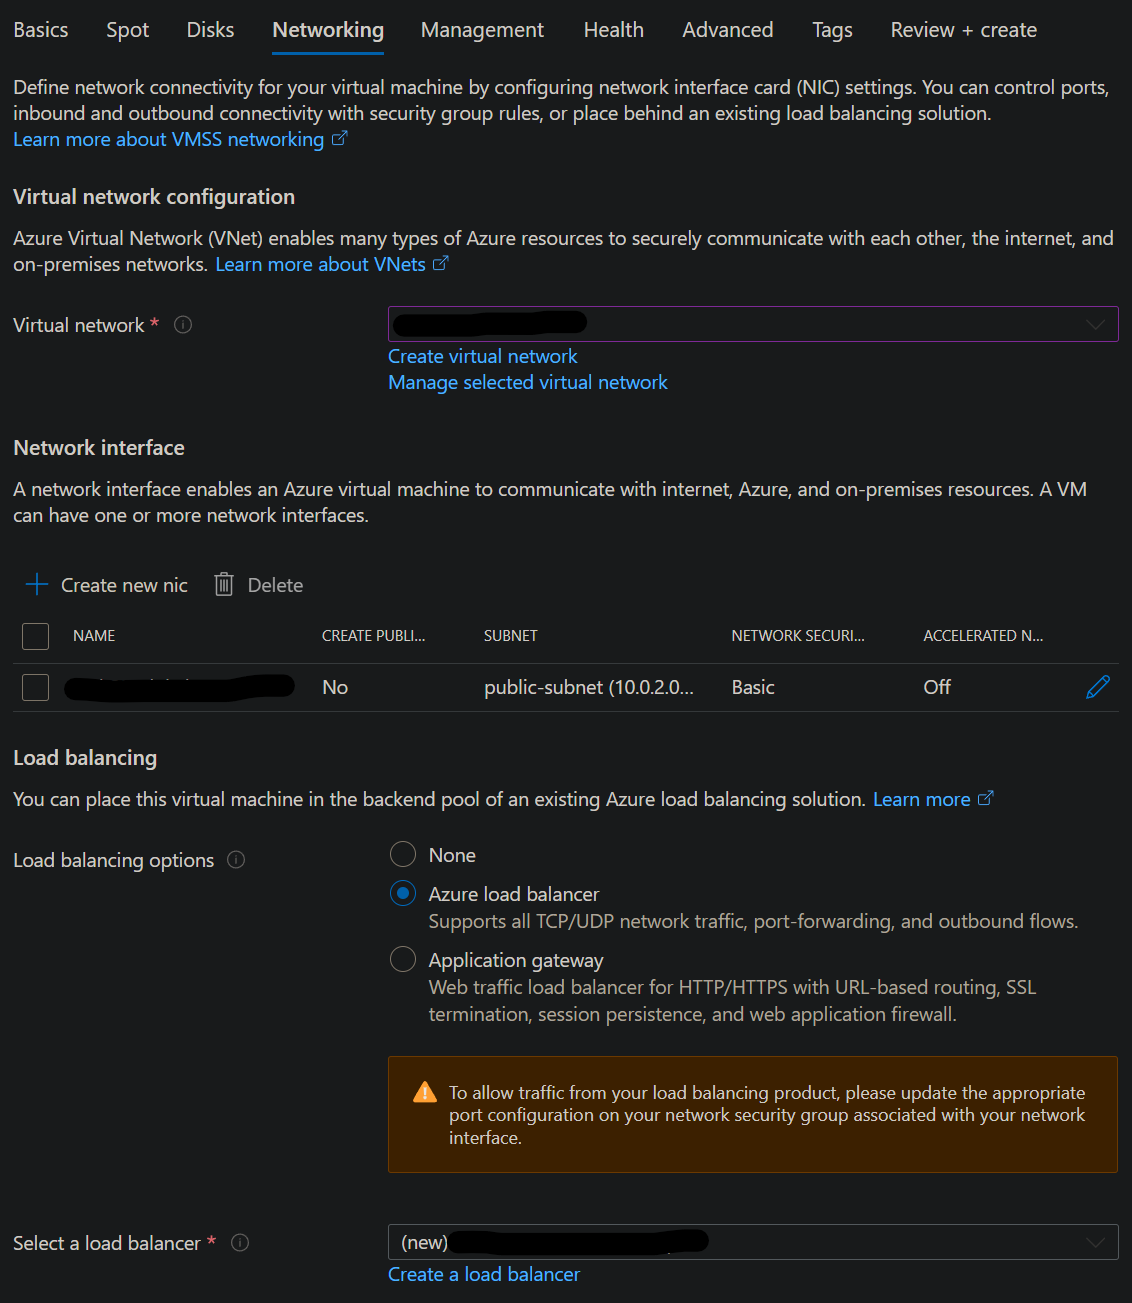 Basics Spot Disks Networking Management Health Advanced Tags Review + create
Define network connectivity for your virtual machine by configuring network interface card (NIC) settings. You can control ports,
inbound and outbound connectivity with security group rules, or place behind an existing load balancing solution.
Learn more about VMSS networking
Virtual network configuration
Azure Virtual Network (VNet) enables many types of Azure resources to securely communicate with each other, the internet, and
on-premises networks. Learn more about VNets
Virtual network *
Create virtual network
Manage selected virtual network
Network interface
A network interface enables an Azure virtual machine to communicate with internet, Azure, and on-premises resources. A VM
can have one or more network interfaces.
Create new nic Delete
NAME CREATE PUBLI... SUBNET NETWORK SECURI... ACCELERATED N...
No public-subnet (10.0.2.0... Basic Off
Load balancing
You can place this virtual machine in the backend pool of an existing Azure load balancing solution. Learn more
Load balancing options
None
Azure load balancer
Supports all TCP/UDP network traffic, port-forwarding, and outbound flows.
Application gateway
Web traffic load balancer for HTTP/HTTPS with URL-based routing, SSL
termination, session persistence, and web application firewall.
To allow traffic from your load balancing product, please update the appropriate
port configuration on your network security group associated with your network
interface.
Select a load balancer * (new)
Create a load balancer